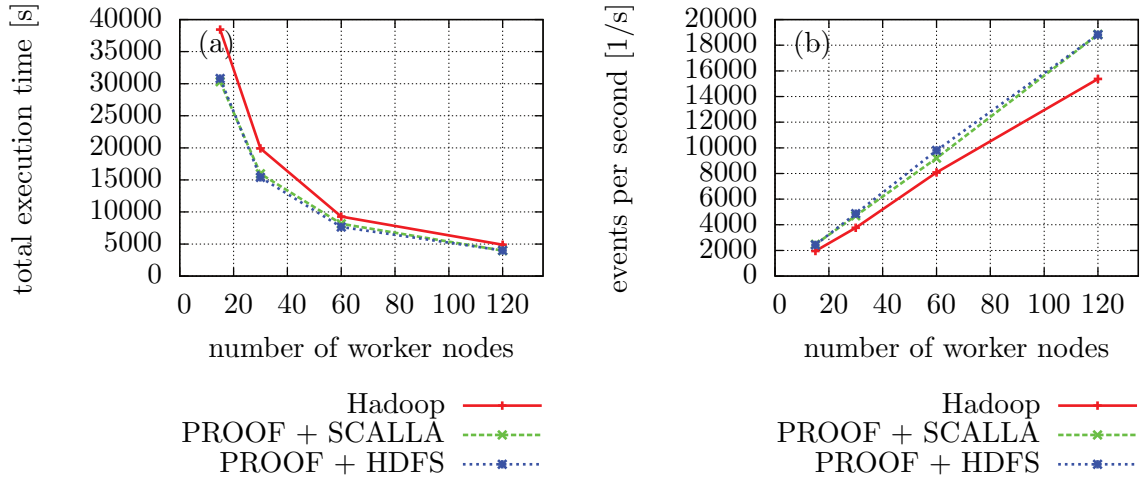 total execution time [s]
40000
35000
30000
25000
20000
15000
10000
5000
0
(a)
0 20 40 60 80 100 120
number of worker nodes
Hadoop
PROOF + SCALLA
PROOF + HDFS
events per second [1/s]
20000
18000
16000
14000
12000
10000
8000
6000
4000
2000
0
(b)
0 20 40 60 80 100 120
number of worker nodes
Hadoop
PROOF + SCALLA
PROOF + HDFS